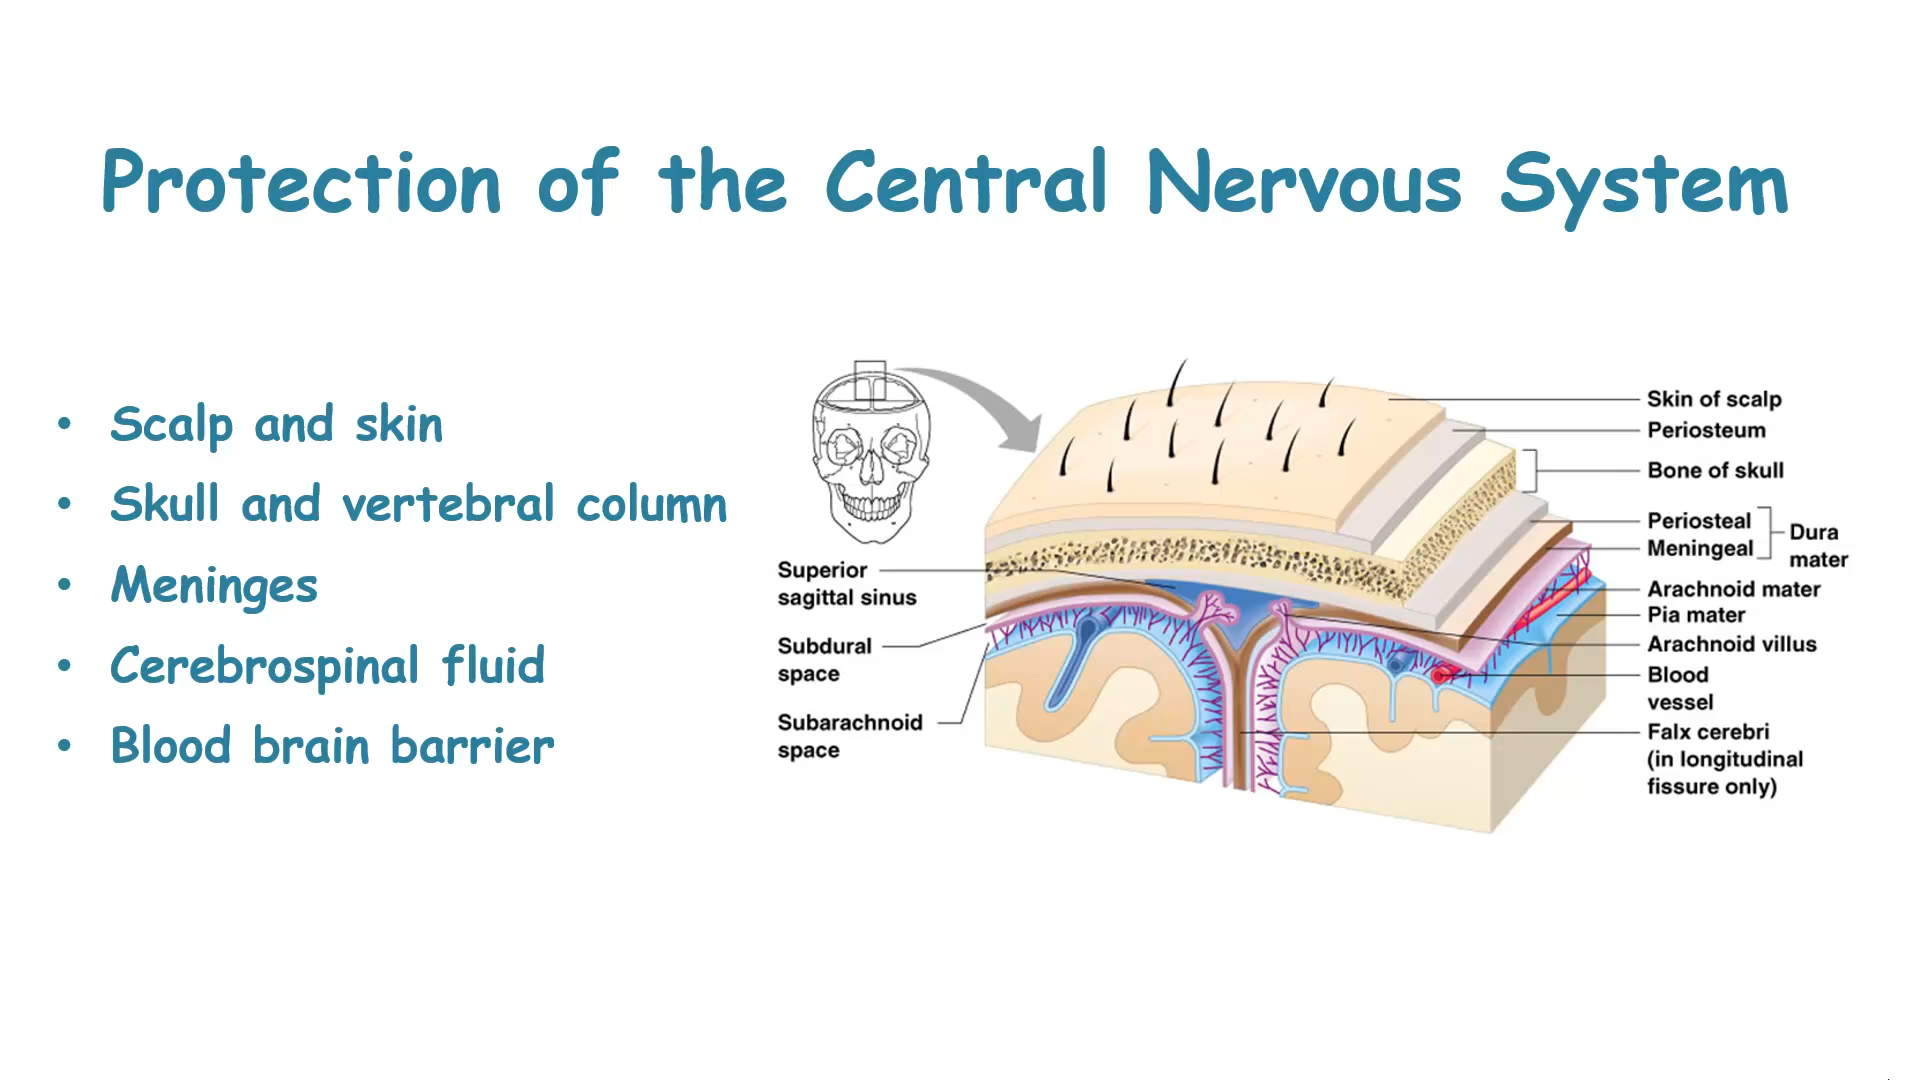 Protection of the Central Nervous System
• Scalp and skin
• Skull and vertebral column
• Meninges
• Cerebrospinal fluid
• Blood brain barrier
Superior
sagittal sinus
Subdural
space
Subarachnoid
space
Skin of scalp
Periosteum
Bone of skull
Periosteal
Meningeal
Dura
mater
Arachnoid mater
Pia mater
Arachnoid villus
Blood
vessel
Falx cerebri
(in longitudinal
fissure only)